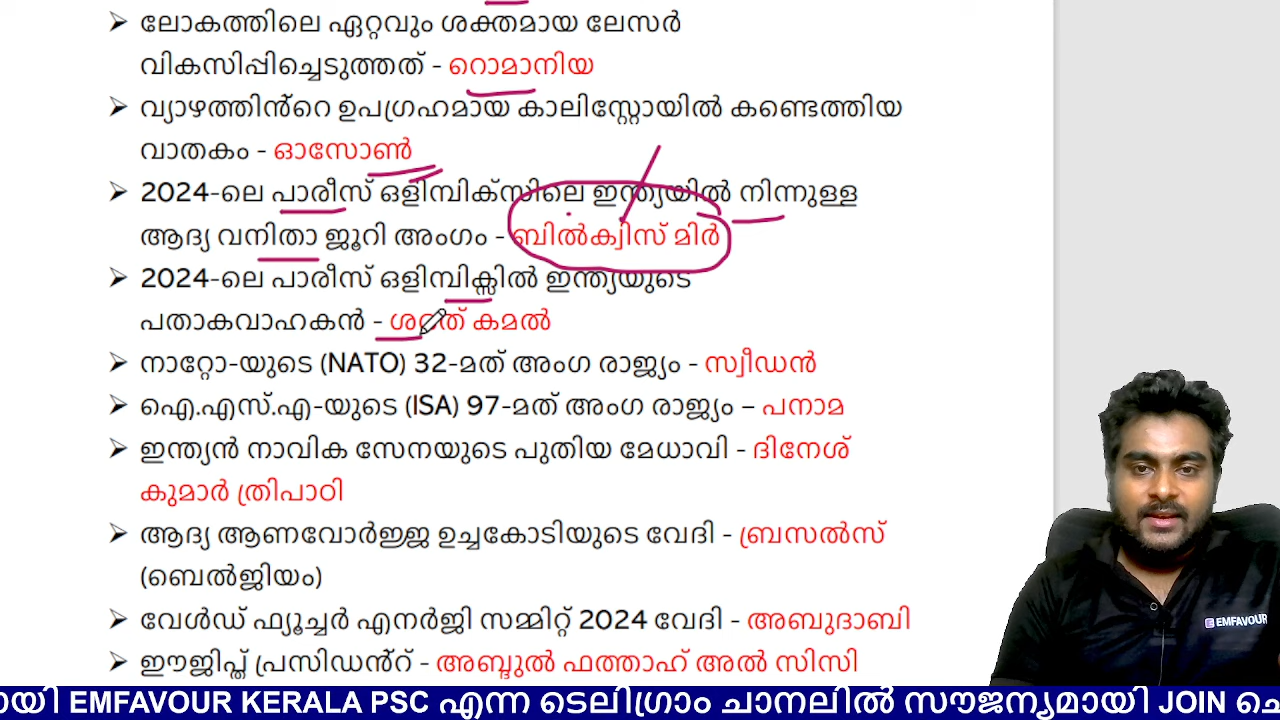 ➢ ലോകത്തിലെ ഏറ്റവും ശക്തമായ ലേസർ
വികസിപ്പിച്ചെടുത്തത് - റൊമാനിയ
➢ വ്യാഴത്തിൻറെ ഉപഗ്രഹമായ കാലിസ്റ്റോയിൽ കണ്ടെത്തിയ
വാതകം - ഓസോൺ
➢ 2024-ലെ പാരീസ് ഒളിമ്പിക്സിലെ ഇന്ത്യയിൽ നിന്നുള്ള
ആദ്യ വനിതാ ജൂറി അംഗം - ബിൽക്വിസ് മിർ
➢ 2024-ലെ പാരീസ് ഒളിമ്പിക്സിൽ ഇന്ത്യയുടെ
പതാകവാഹകൻ - ശരത് കമൽ
➢ നാറ്റോ-യുടെ (NATO) 32-മത് അംഗ രാജ്യം - സ്വീഡൻ
➢ ഐ.എസ്.എ-യുടെ (ISA) 97-മത് അംഗ രാജ്യം – പനാമ
➢ ഇന്ത്യൻ നാവിക സേനയുടെ പുതിയ മേധാവി - ദിനേശ്
കുമാർ ത്രിപാഠി
➢ ആദ്യ ആണവോർജ്ജ ഉച്ചകോടിയുടെ വേദി - ബ്രസൽസ്
(ബെൽജിയം)
➢ വേൾഡ് ഫ്യൂച്ചർ എനർജി സമ്മിറ്റ് 2024 വേദി - അബുദാബി
➢ ഈജിപ്ത് പ്രസിഡൻറ് - അബ്ദുൽ ഫത്താഹ് അൽ സിസി
EMFAVOUR
ായി EMFAVOUR KERALA PSC എന്ന ടെലിഗ്രാം ചാനലിൽ സൗജന്യമായി JOIN ചെ